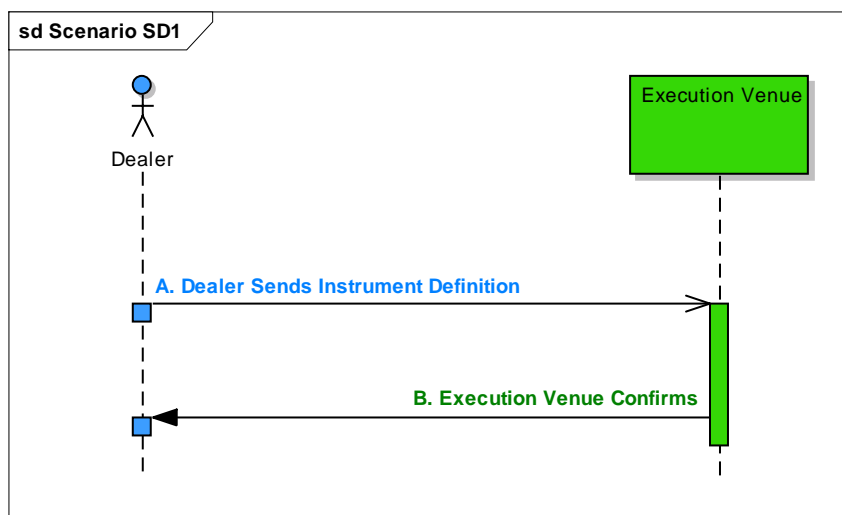 sd Scenario SD1
Execution Venue
Dealer
A. Dealer Sends Instrument Definition
B. Execution Venue Confirms